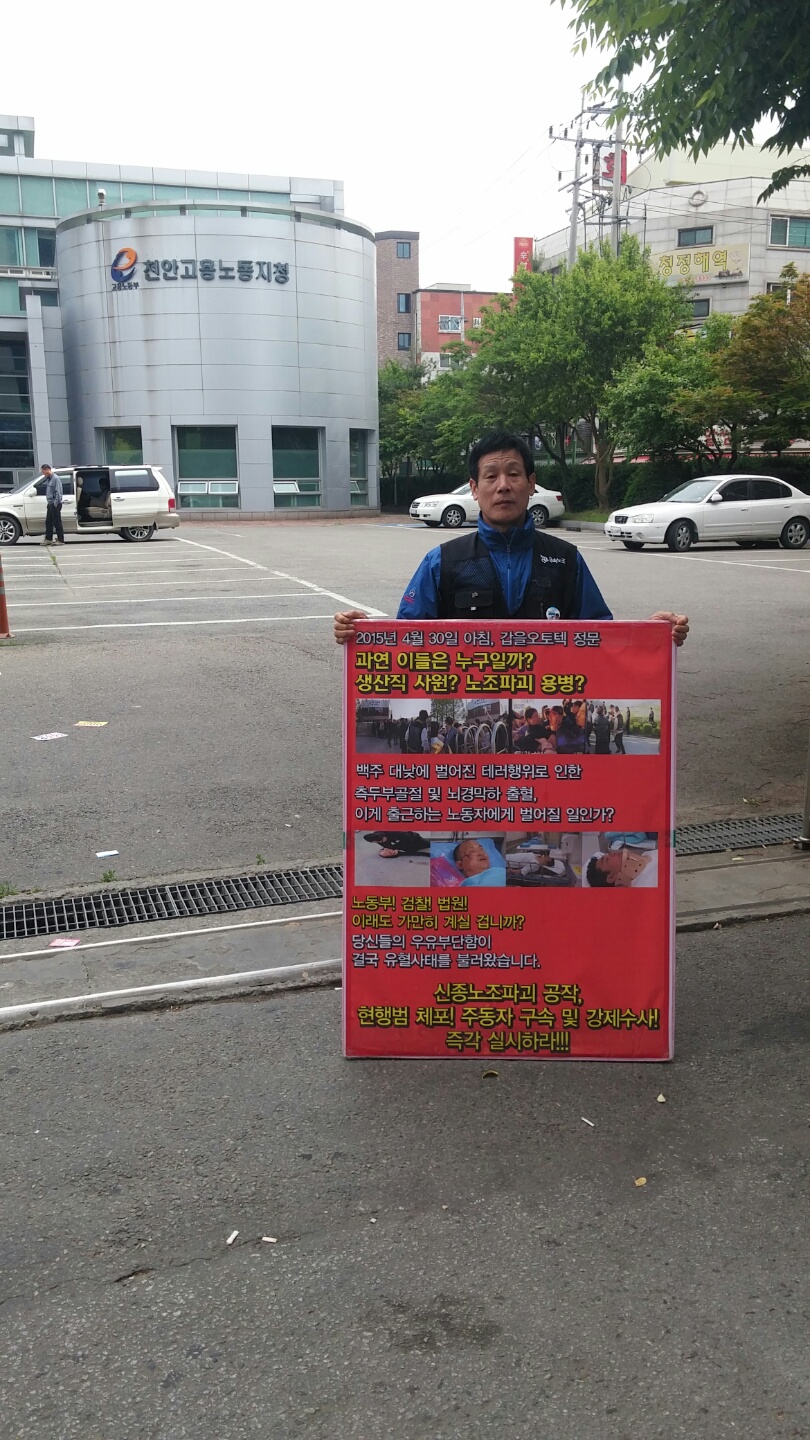 천안고용노동지청
고용노동부
청정해역
2015년 4월 30일 아침, 갑을오토텍 정문
과연 이들은 누구일까?
생산직 사원? 노조파괴 용병?
백주 대낮에 벌어진 테러행위로 인한
측두부골절 및 뇌경막하 출혈,
이게 출근하는 노동자에게 벌어질 일인가?
노동부! 검찰! 법원!
이래도 가만히 계실 겁니까?
당신들의 우유부단함이
결국 유혈사태를 불러왔습니다.
신종노조파괴 공작,
현행범 체포! 주동자 구속 및 강제수사!
즉각 실시하라!!!